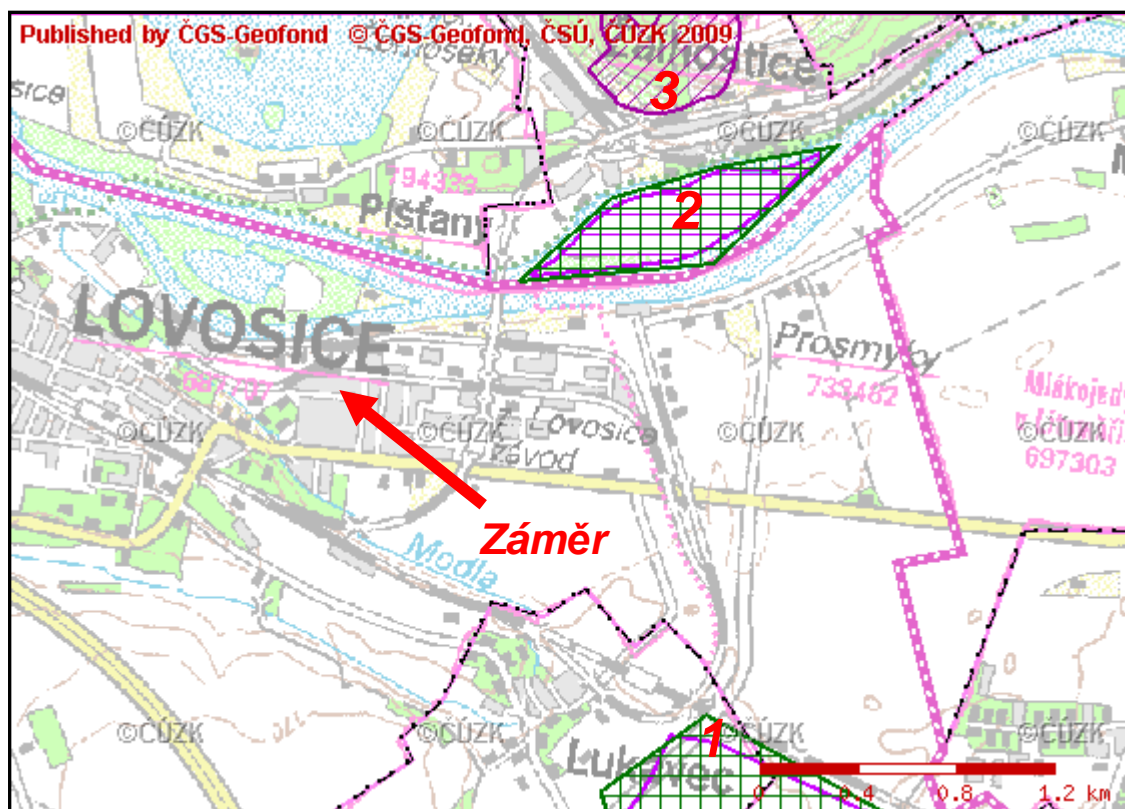 Published by ČGS-Geofond © ČGS-Geofond, ČSÚ, ČÚZK 2009
3
©ČÚZK ©ČÚZK ©ČÚZK ©ČÚZK
Píšťany
2
LOVOSICE
687707
Prosmyky
733482
Mlákojedy
697303
Lovosice
závod
©ČÚZK ©ČÚZK ©ČÚZK ©ČÚZK
Záměr
Modla
1
©ČÚZK ©ČÚZK ©ČÚZK ©ČÚZK
Lukavec
0 0.4 0.8 1.2 km